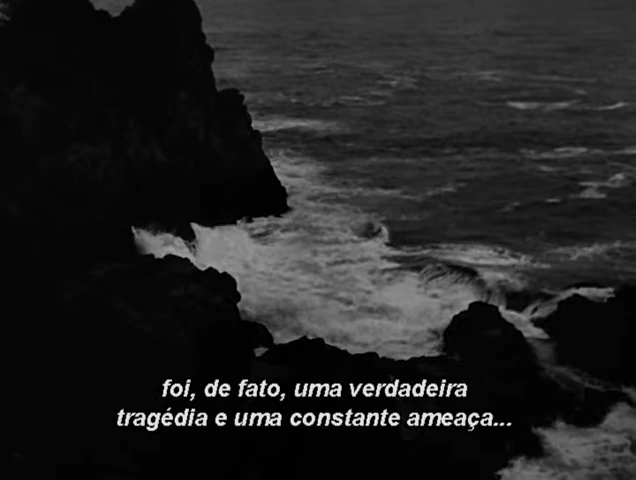 foi, de fato, uma verdadeira
tragédia e uma constante ameaça...